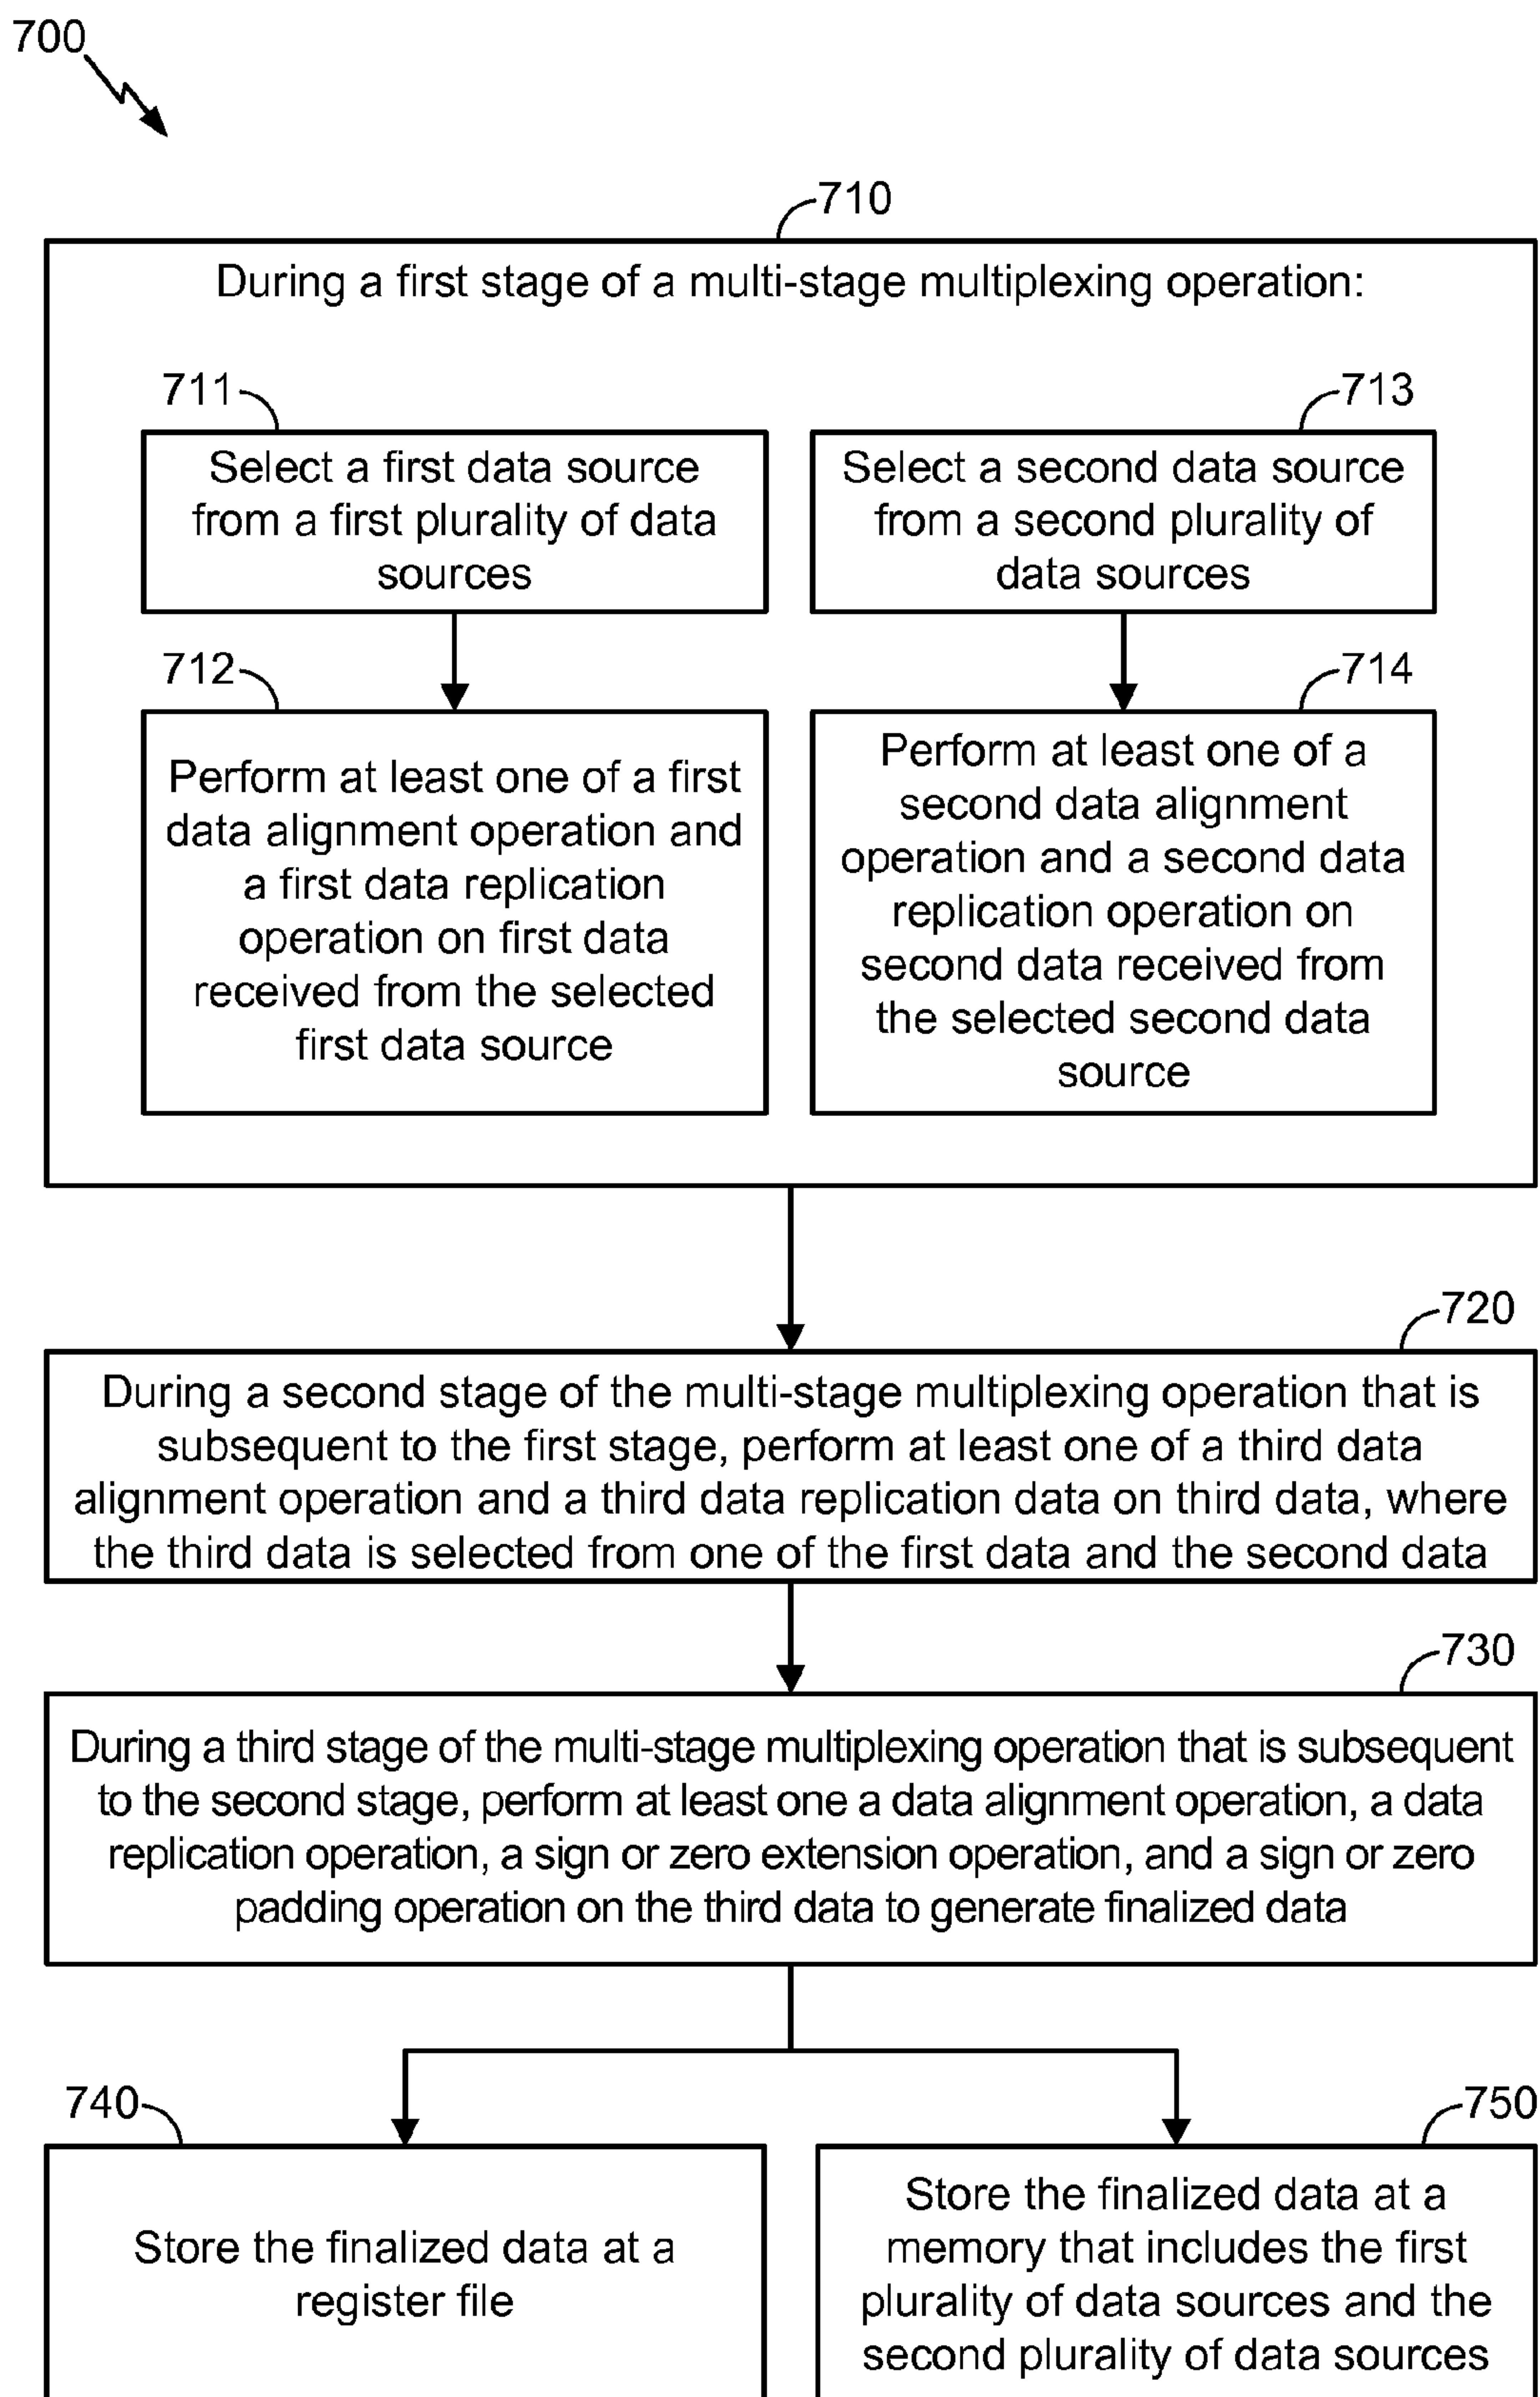 700
710
During a first stage of a multi-stage multiplexing operation:
711
Select a first data source
from a first plurality of data
sources
713
Select a second data source
from a second plurality of
data sources
712
Perform at least one of a first
data alignment operation and
a first data replication
operation on first data
received from the selected
first data source
714
Perform at least one of a
second data alignment
operation and a second data
replication operation on
second data received from
the selected second data
source
720
During a second stage of the multi-stage multiplexing operation that is
subsequent to the first stage, perform at least one of a third data
alignment operation and a third data replication data on third data, where
the third data is selected from one of the first data and the second data
730
During a third stage of the multi-stage multiplexing operation that is subsequent
to the second stage, perform at least one a data alignment operation, a data
replication operation, a sign or zero extension operation, and a sign or zero
padding operation on the third data to generate finalized data
740
Store the finalized data at a
register file
750
Store the finalized data at a
memory that includes the first
plurality of data sources and the
second plurality of data sources